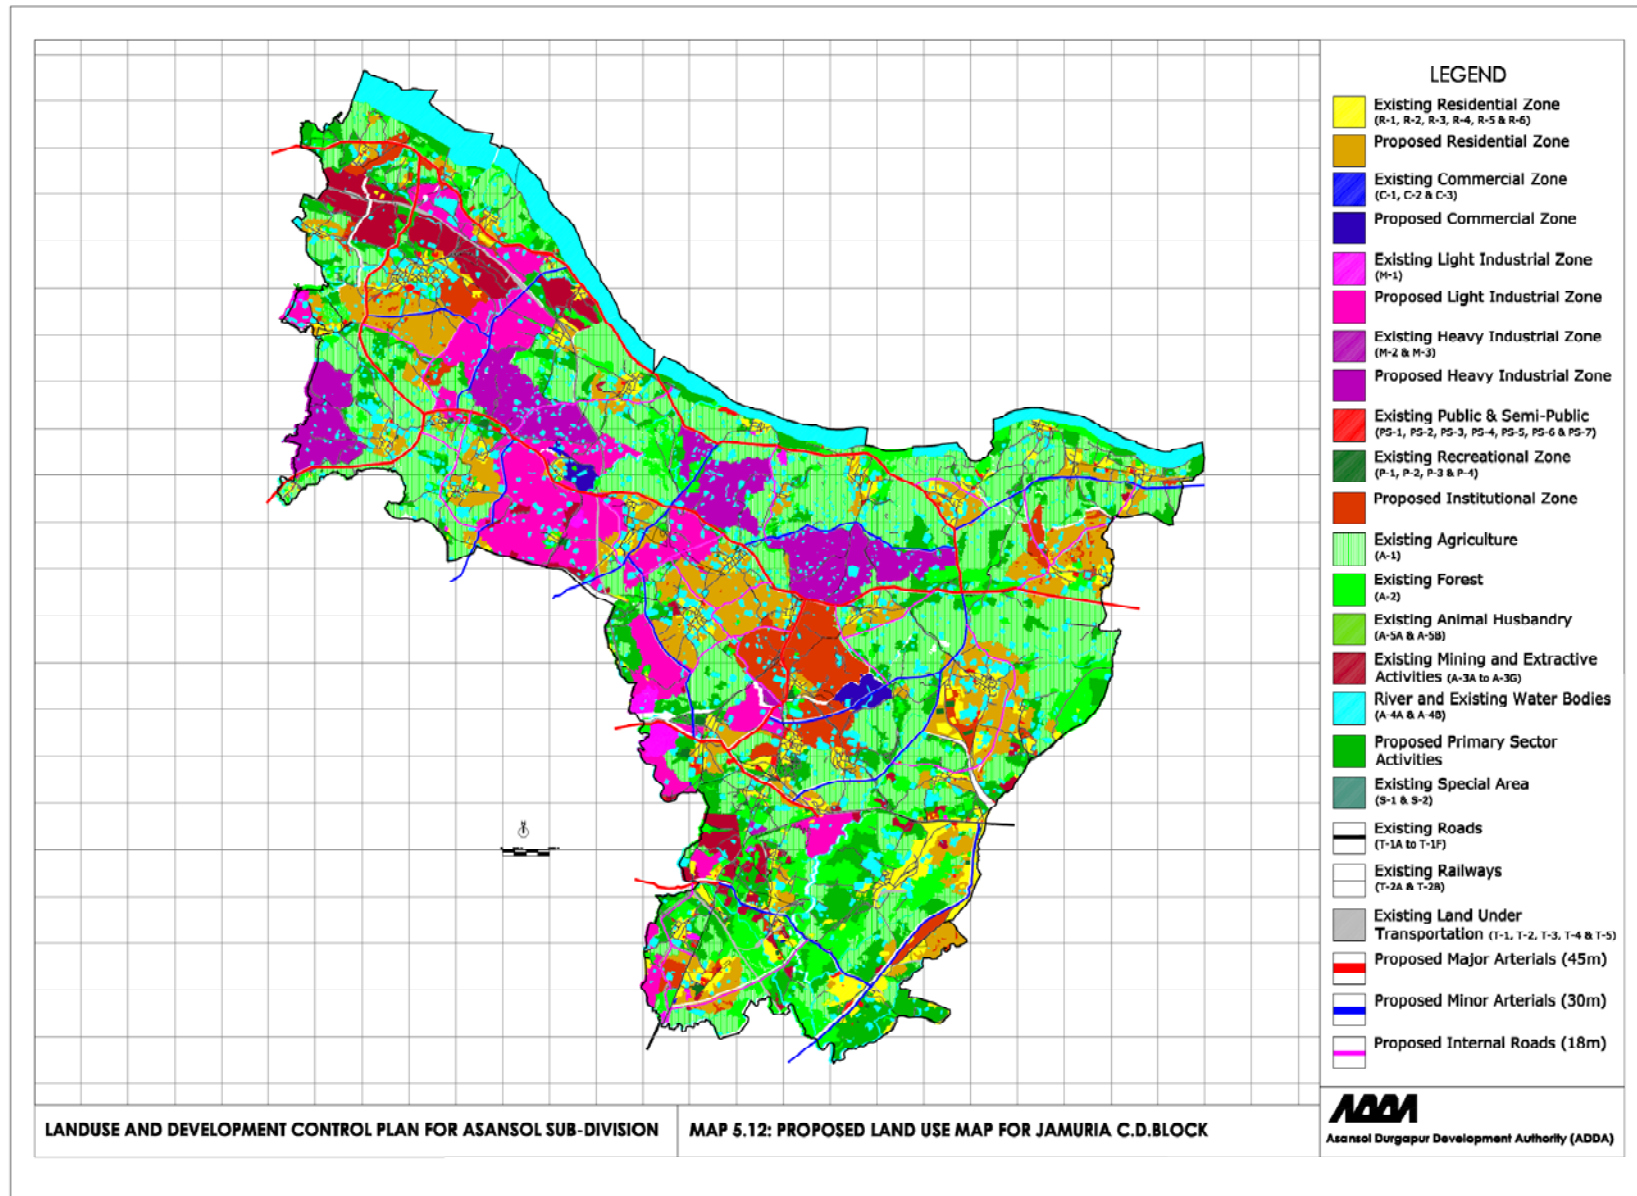 LEGEND
Existing Residential Zone
(R-1, R-2, R-3, R-4, R-5 & R-6)
Proposed Residential Zone
Existing Commercial Zone
(C-1, C-2 & C-3)
Proposed Commercial Zone
Existing Light Industrial Zone
(M-1)
Proposed Light Industrial Zone
Existing Heavy Industrial Zone
(M-2 & M-3)
Proposed Heavy Industrial Zone
Existing Public & Semi-Public
(PS-1, PS-2, PS-3, PS-4, PS-5, PS-6 & PS-7)
Existing Recreational Zone
(P-1, P-2, P-3 & P-4)
Proposed Institutional Zone
Existing Agriculture
(A-1)
Existing Forest
(A-2)
Existing Animal Husbandry
(A-5A & A-5B)
Existing Mining and Extractive
Activities (A-3A to A-3G)
River and Existing Water Bodies
(A-4A & A-4B)
Proposed Primary Sector
Activities
Existing Special Area
(S-1 & S-2)
Existing Roads
(T-1A to T-1F)
Existing Railways
(T-2A & T-2B)
Existing Land Under
Transportation (T-1, T-2, T-3, T-4 & T-5)
Proposed Major Arterials (45m)
Proposed Minor Arterials (30m)
Proposed Internal Roads (18m)
ADDA
Asansol Durgapur Development Authority (ADDA)
LANDUSE AND DEVELOPMENT CONTROL PLAN FOR ASANSOL SUB-DIVISION
MAP 5.12: PROPOSED LAND USE MAP FOR JAMURIA C.D.BLOCK